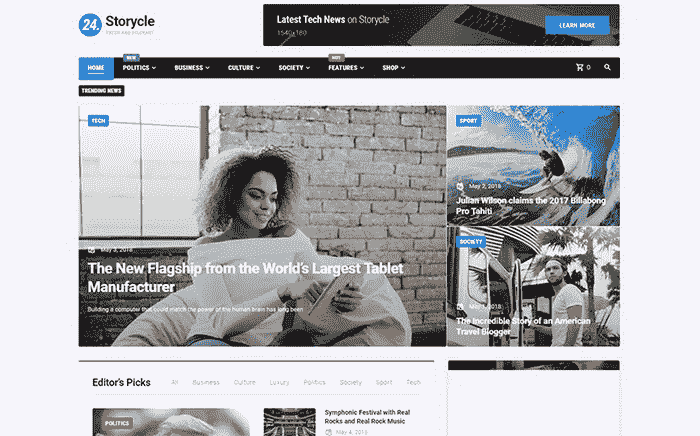 24.
Storycle
Latest Tech News on Storycle
1540x180
LEARN MORE
NEW
HOT
HOME POLITICS BUSINESS CULTURE SOCIETY FEATURES SHOP 0
TRENDING NEWS
TECH
May 3, 2018
The New Flagship from the World's Largest Tablet
Manufacturer
Building a computer that could match the power of the human brain has long been
SPORT
May 2, 2018
Julian Wilson claims the 2017 Billabong
Pro Tahiti
SOCIETY
May 1, 2018
The Incredible Story of an American
Travel Blogger
Editor's Picks
All Business Culture Luxury Politics Society Sport Tech
POLITICS
Symphonic Festival with Real
Rocks and Real Rock Music
May 4, 2018